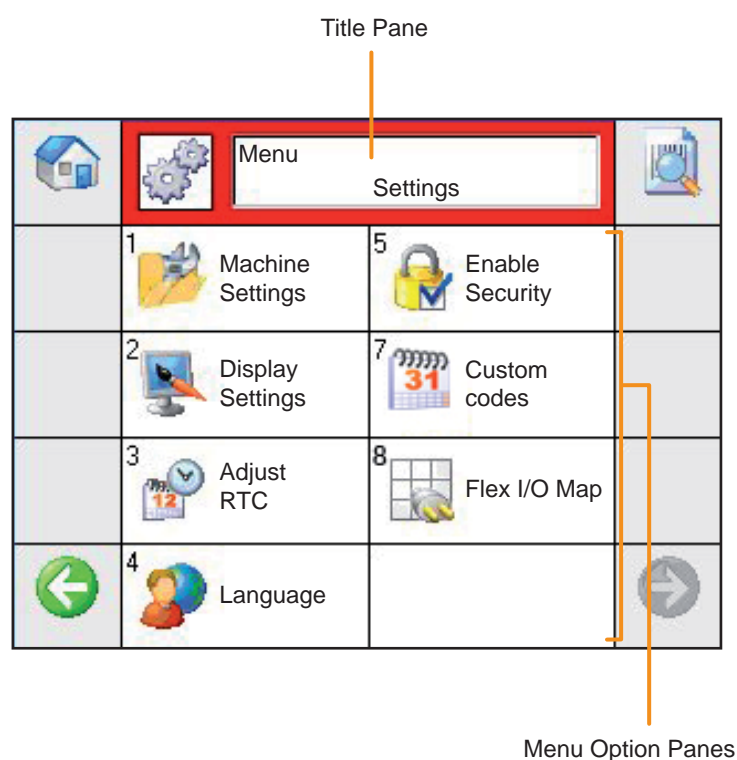 Title Pane
Menu
Settings
1
Machine
Settings
5
Enable
Security
2
Display
Settings
7
31
Custom
codes
3
12
Adjust
RTC
8
Flex I/O Map
4
Language
Menu Option Panes